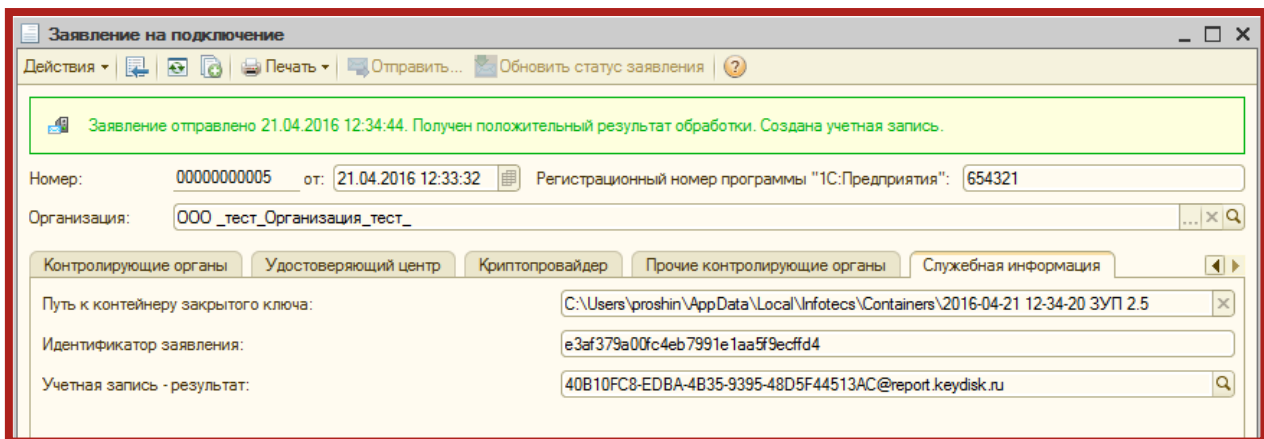 Заявление на подключение
Действия Печать Отправить... Обновить статус заявления ?
Заявление отправлено 21.04.2016 12:34:44. Получен положительный результат обработки. Создана учетная запись.
Номер: 00000000005 от: 21.04.2016 12:33:32 Регистрационный номер программы "1С:Предприятия": 654321
Организация: ООО _тест_Организация_тест_ ...
Контролирующие органы Удостоверяющий центр Криптопровайдер Прочие контролирующие органы Служебная информация
Путь к контейнеру закрытого ключа: C:\Users\proshin\AppData\Local\Infotecs\Containers\2016-04-21 12-34-20 ЗУП 2.5
Идентификатор заявления: e3af379a00fc4eb7991e1aa5f9ecffd4
Учетная запись - результат: 40B10FC8-EDBA-4B35-9395-48D5F44513AC@report.keydisk.ru